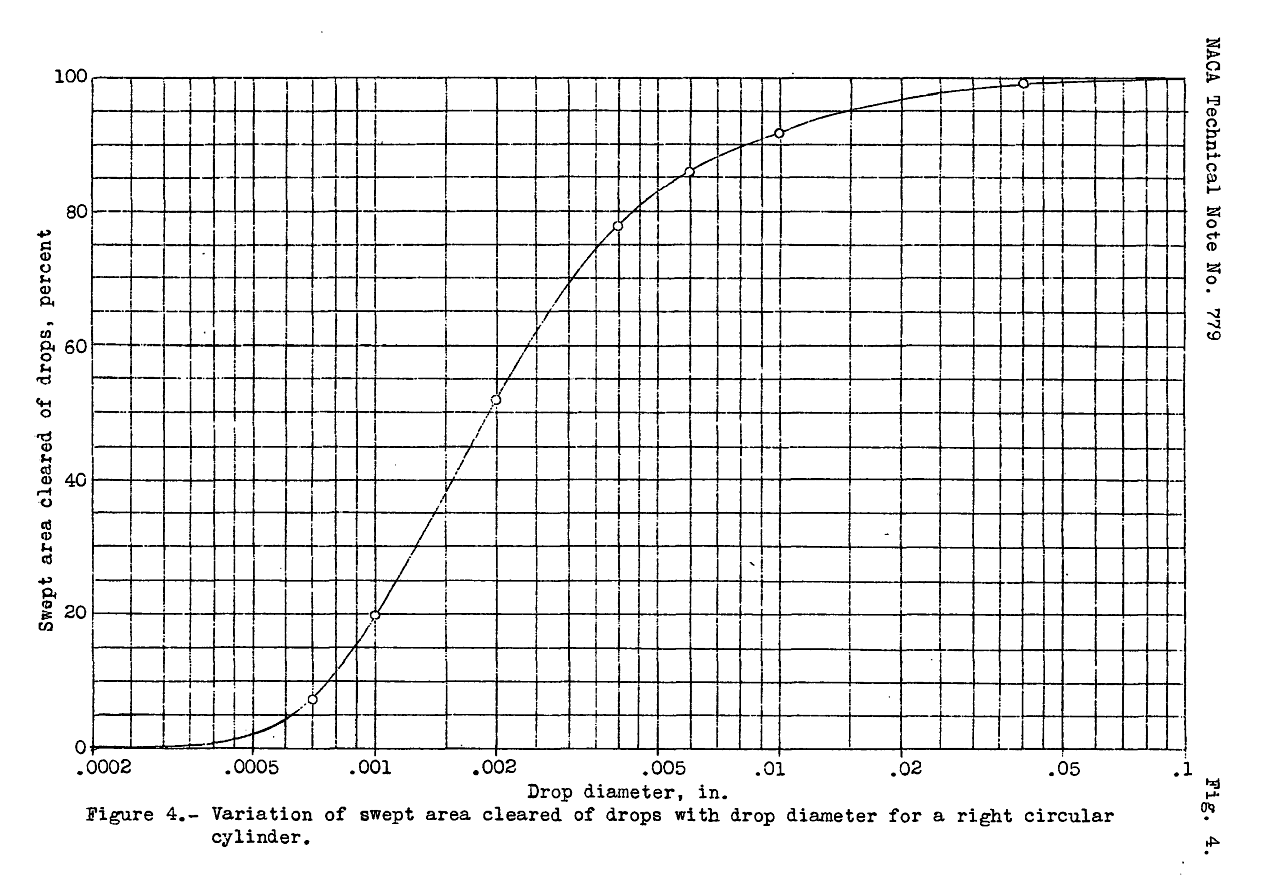 NACA Technical Note No. 779
100
80
60
40
20
0
Swept area cleared of drops, percent
.0002 .0005 .001 .002 .005 .01 .02 .05 .1
Drop diameter, in.
Figure 4.- Variation of swept area cleared of drops with drop diameter for a right circular
cylinder.
Fig. 4.